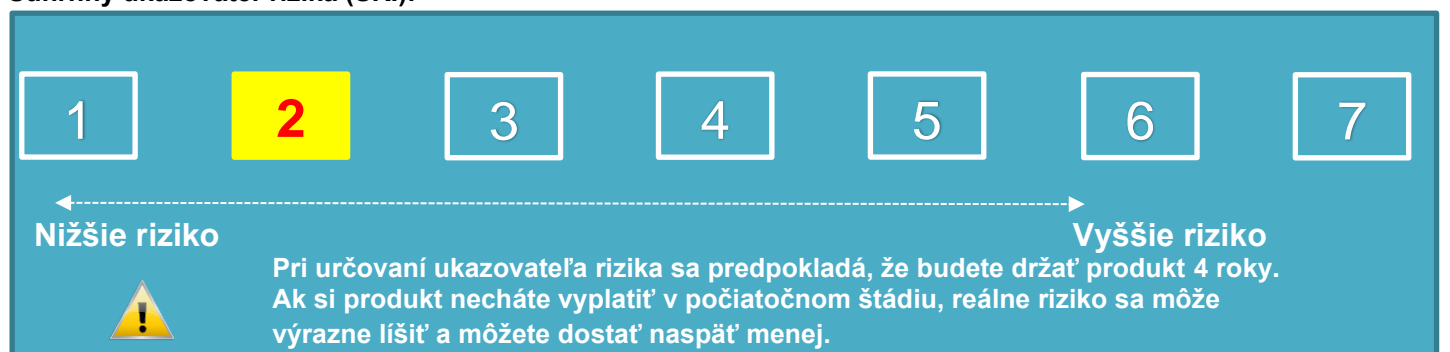 1 2 3 4 5 6 7
Nižšie riziko Vyššie riziko
Pri určovaní ukazovateľa rizika sa predpokladá, že budete držať produkt 4 roky.
Ak si produkt necháte vyplatiť v počiatočnom štádiu, reálne riziko sa môže
výrazne líšiť a môžete dostať naspäť menej.